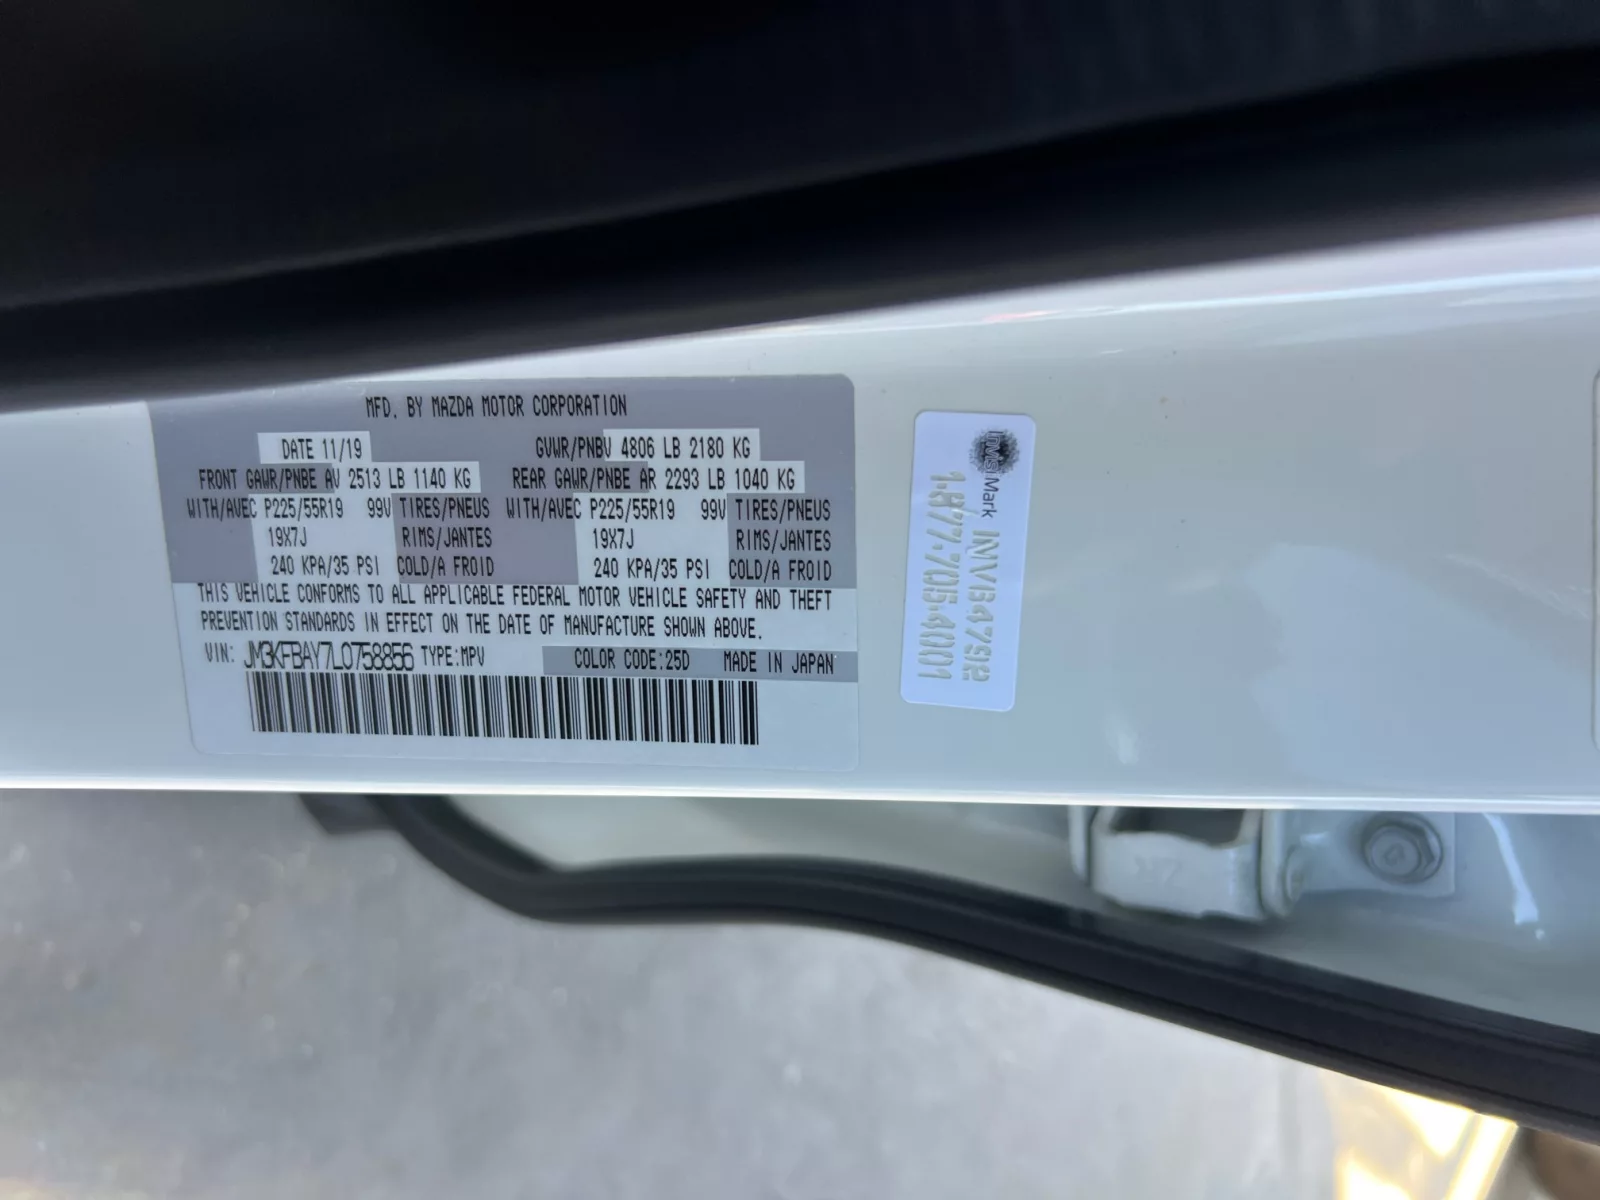 MFD. BY MAZDA MOTOR CORPORATION
DATE 11/19 GVWR/PNBV 4806 LB 2180 KG
FRONT GAWR/PNBE AV 2513 LB 1140 KG REAR GAWR/PNBE AR 2293 LB 1040 KG
WITH/AVEC P225/55R19 99V TIRES/PNEUS WITH/AVEC P225/55R19 99V TIRES/PNEUS
19X7J RIMS/JANTES 19X7J RIMS/JANTES
240 KPA/35 PSI COLD/A FROID 240 KPA/35 PSI COLD/A FROID
THIS VEHICLE CONFORMS TO ALL APPLICABLE FEDERAL MOTOR VEHICLE SAFETY AND THEFT
PREVENTION STANDARDS IN EFFECT ON THE DATE OF MANUFACTURE SHOWN ABOVE.
VIN: JM3KFBAY7L0758856 TYPE:MPV COLOR CODE:25D MADE IN JAPAN
Mark
1·877·705·4001